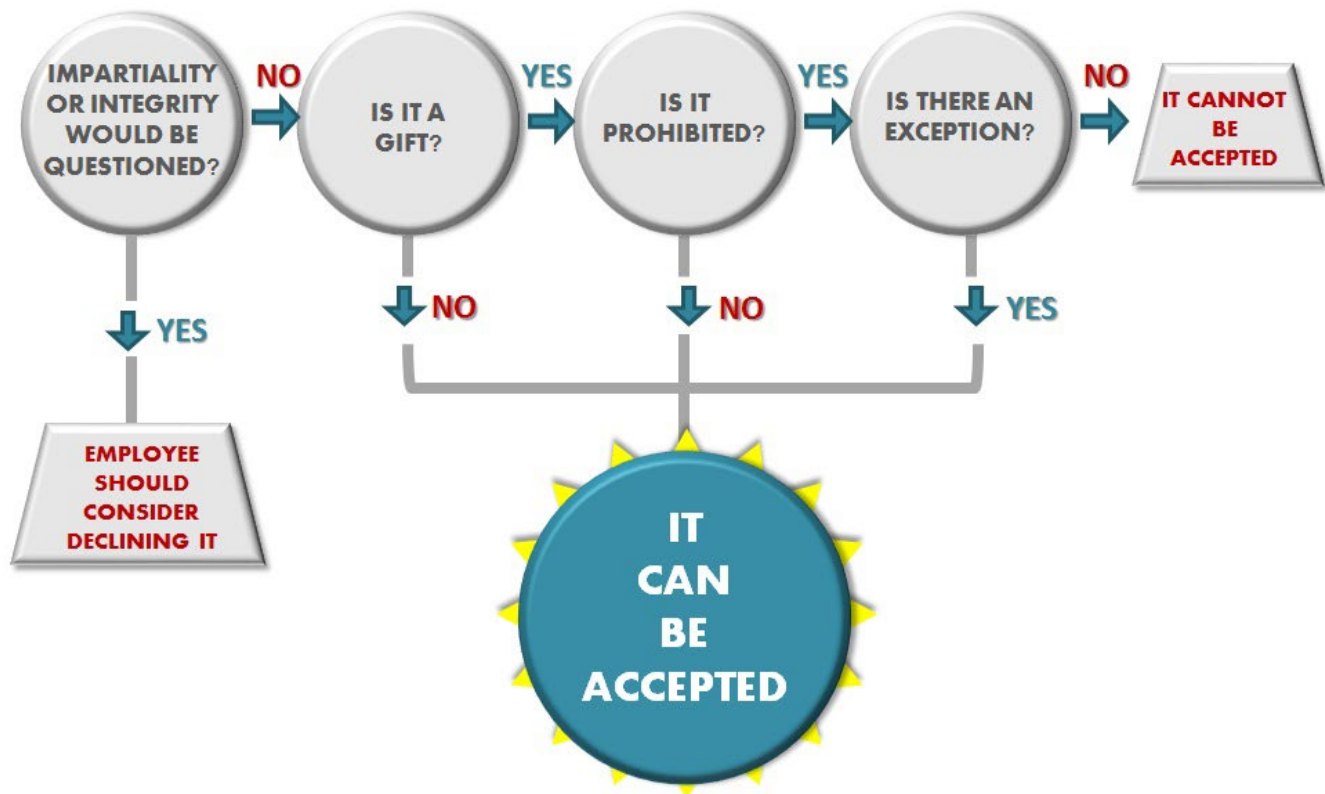 IMPARTIALITY
OR INTEGRITY
WOULD BE
QUESTIONED?
NO
IS IT A
GIFT?
YES
IS IT
PROHIBITED?
YES
IS THERE AN
EXCEPTION?
NO
IT CANNOT
BE
ACCEPTED
YES
NO
NO
YES
EMPLOYEE
SHOULD
CONSIDER
DECLINING IT
IT
CAN
BE
ACCEPTED